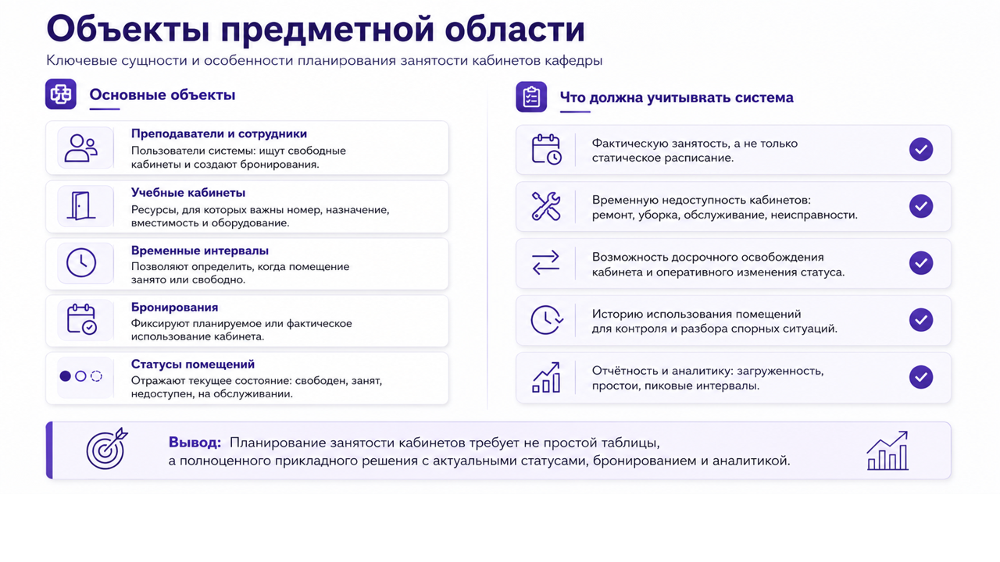 Объекты предметной области
Ключевые сущности и особенности планирования занятости кабинетов кафедры
Основные объекты
Преподаватели и сотрудники
Пользователи системы: ищут свободные
кабинеты и создают бронирования.
Учебные кабинеты
Ресурсы, для которых важны номер, назначение,
вместимость и оборудование.
Временные интервалы
Позволяют определить, когда помещение
занято или свободно.
Бронирования
Фиксируют планируемое или фактическое
использование кабинета.
Статусы помещений
Отражают текущее состояние: свободен, занят,
недоступен, на обслуживании.
Что должна учитывать система
Фактическую занятость, а не только
статическое расписание.
Временную недоступность кабинетов:
ремонт, уборка, обслуживание, неисправности.
Возможность досрочного освобождения
кабинета и оперативного изменения статуса.
Историю использования помещений
для контроля и разбора спорных ситуаций.
Отчётность и аналитику: загруженность,
простои, пиковые интервалы.
Вывод: Планирование занятости кабинетов требует не простой таблицы,
а полноценного прикладного решения с актуальными статусами, бронированием и аналитикой.